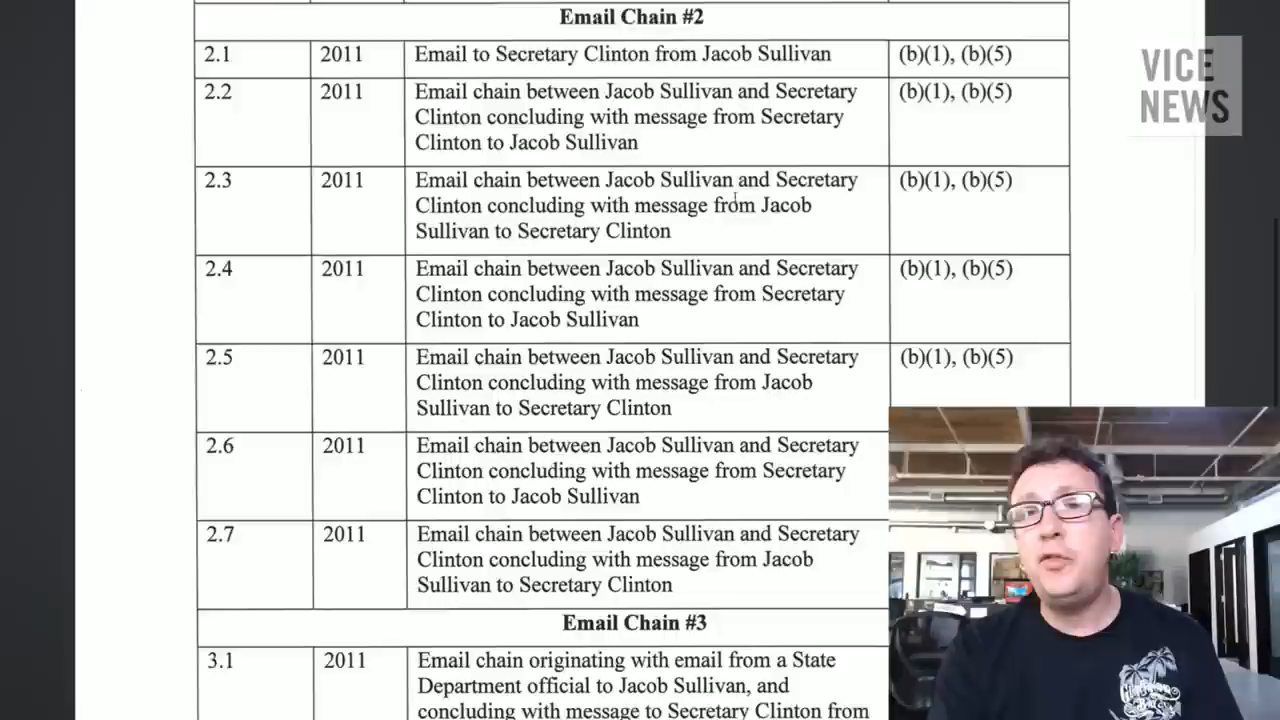 Email Chain #2
2.1 2011 Email to Secretary Clinton from Jacob Sullivan (b)(1), (b)(5)
2.2 2011 Email chain between Jacob Sullivan and Secretary (b)(1), (b)(5)
Clinton concluding with message from Secretary
Clinton to Jacob Sullivan
2.3 2011 Email chain between Jacob Sullivan and Secretary (b)(1), (b)(5)
Clinton concluding with message from Jacob
Sullivan to Secretary Clinton
2.4 2011 Email chain between Jacob Sullivan and Secretary (b)(1), (b)(5)
Clinton concluding with message from Secretary
Clinton to Jacob Sullivan
2.5 2011 Email chain between Jacob Sullivan and Secretary (b)(1), (b)(5)
Clinton concluding with message from Jacob
Sullivan to Secretary Clinton
2.6 2011 Email chain between Jacob Sullivan and Secretary
Clinton concluding with message from Secretary
Clinton to Jacob Sullivan
2.7 2011 Email chain between Jacob Sullivan and Secretary
Clinton concluding with message from Jacob
Sullivan to Secretary Clinton
Email Chain #3
3.1 2011 Email chain originating with email from a State
Department official to Jacob Sullivan, and
concluding with message to Secretary Clinton from
VICE
NEWS